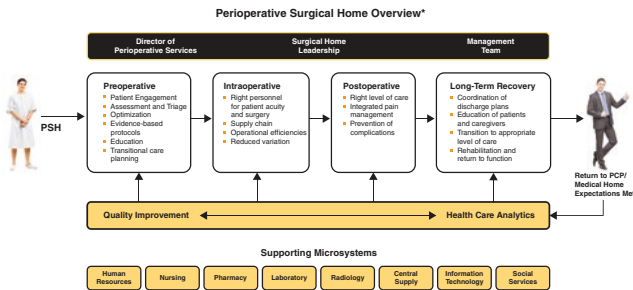 Perioperative Surgical Home Overview*
Director of
Perioperative Services
Surgical Home
Leadership
Management
Team
PSH
Preoperative
Patient Engagement
Assessment and Triage
Optimization
Evidence-based
protocols
Education
Transitional care
planning
Intraoperative
Right personnel
for patient acuity
and surgery
Supply chain
Operational efficiencies
Reduced variation
Postoperative
Right level of care
Integrated pain
management
Prevention of
complications
Long-Term Recovery
Coordination of
discharge plans
Education of patients
and caregivers
Transition to appropriate
level of care
Rehabilitation and
return to function
Return to PCP/
Medical Home
Expectations Met
Quality Improvement
Health Care Analytics
Supporting Microsystems
Human
Resources
Nursing
Pharmacy
Laboratory
Radiology
Central
Supply
Information
Technology
Social
Services